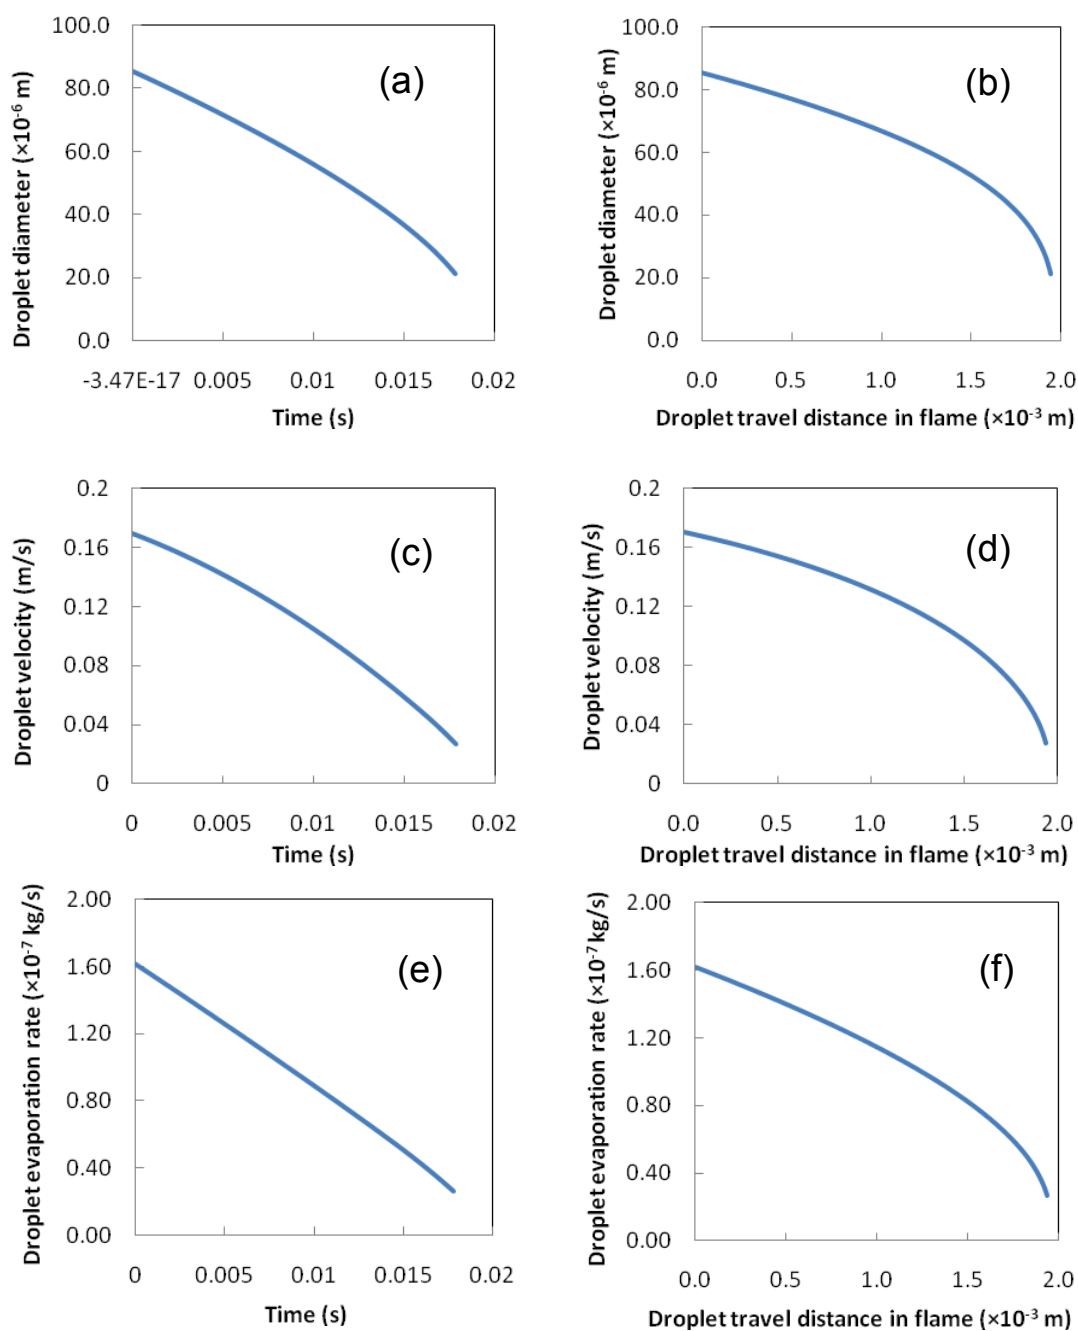 100.0
80.0
60.0
40.0
20.0
0.0
Droplet diameter (×10⁻⁶ m)
(a)
-3.47E-17 0.005 0.01 0.015 0.02
Time (s)
100.0
80.0
60.0
40.0
20.0
0.0
Droplet diameter (×10⁻⁶ m)
(b)
0.0 0.5 1.0 1.5 2.0
Droplet travel distance in flame (×10⁻³ m)
0.2
0.16
0.12
0.08
0.04
0
Droplet velocity (m/s)
(c)
0 0.005 0.01 0.015 0.02
Time (s)
0.2
0.16
0.12
0.08
0.04
0
Droplet velocity (m/s)
(d)
0.0 0.5 1.0 1.5 2.0
Droplet travel distance in flame (×10⁻³ m)
2.00
1.60
1.20
0.80
0.40
0.00
Droplet evaporation rate (×10⁻⁷ kg/s)
(e)
0 0.005 0.01 0.015 0.02
Time (s)
2.00
1.60
1.20
0.80
0.40
0.00
Droplet evaporation rate (×10⁻⁷ kg/s)
(f)
0.0 0.5 1.0 1.5 2.0
Droplet travel distance in flame (×10⁻³ m)